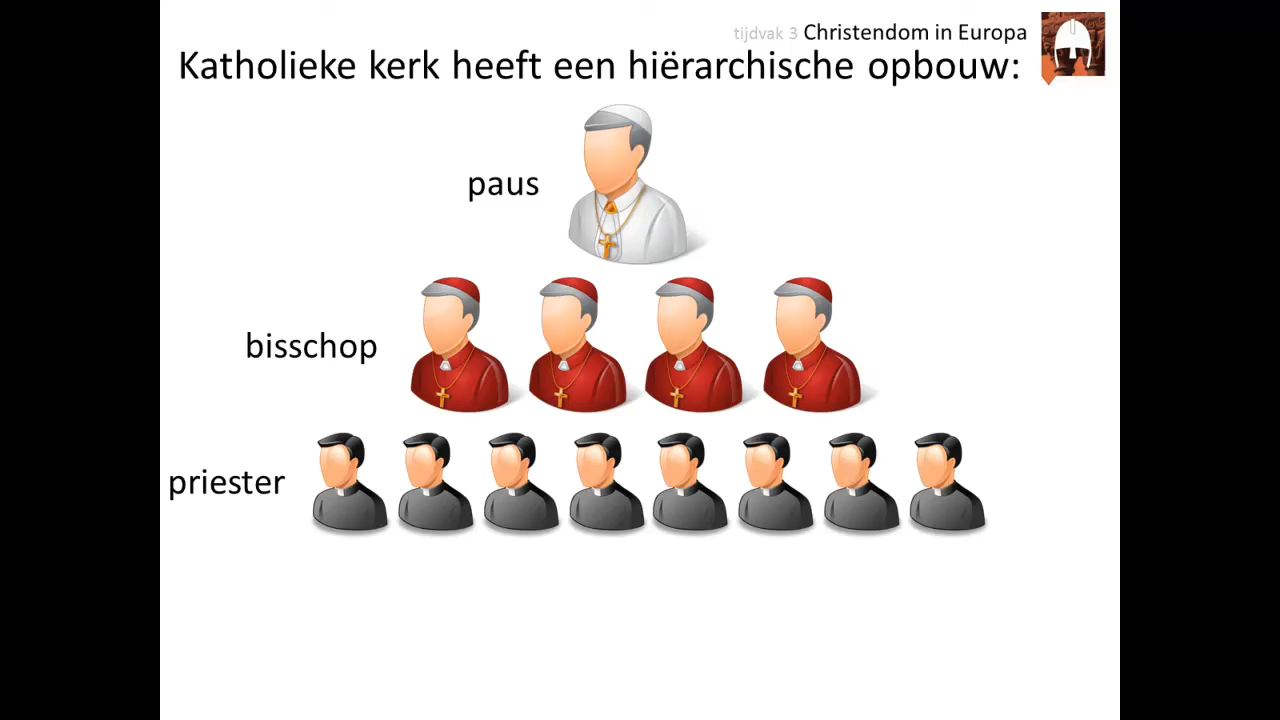 tijdvak 3 Christendom in Europa
Katholieke kerk heeft een hiërarchische opbouw:
paus
bisschop
priester